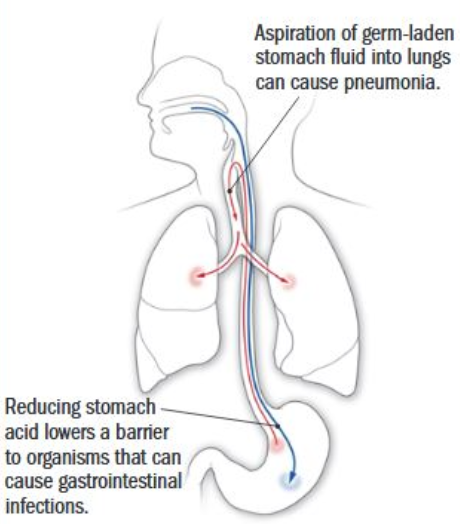 Aspiration of germ-laden
stomach fluid into lungs
can cause pneumonia.
Reducing stomach
acid lowers a barrier
to organisms that can
cause gastrointestinal
infections.